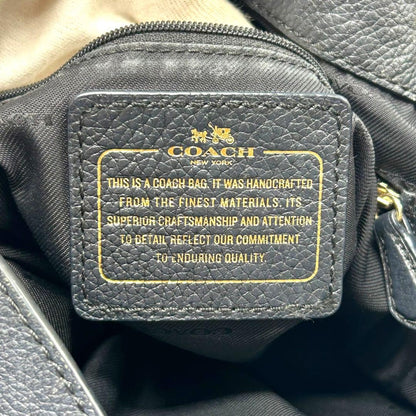 COACH
NEW YORK
THIS IS A COACH BAG. IT WAS HANDCRAFTED
FROM THE FINEST MATERIALS. ITS
SUPERIOR CRAFTSMANSHIP AND ATTENTION
TO DETAIL REFLECT OUR COMMITMENT
TO ENDURING QUALITY.